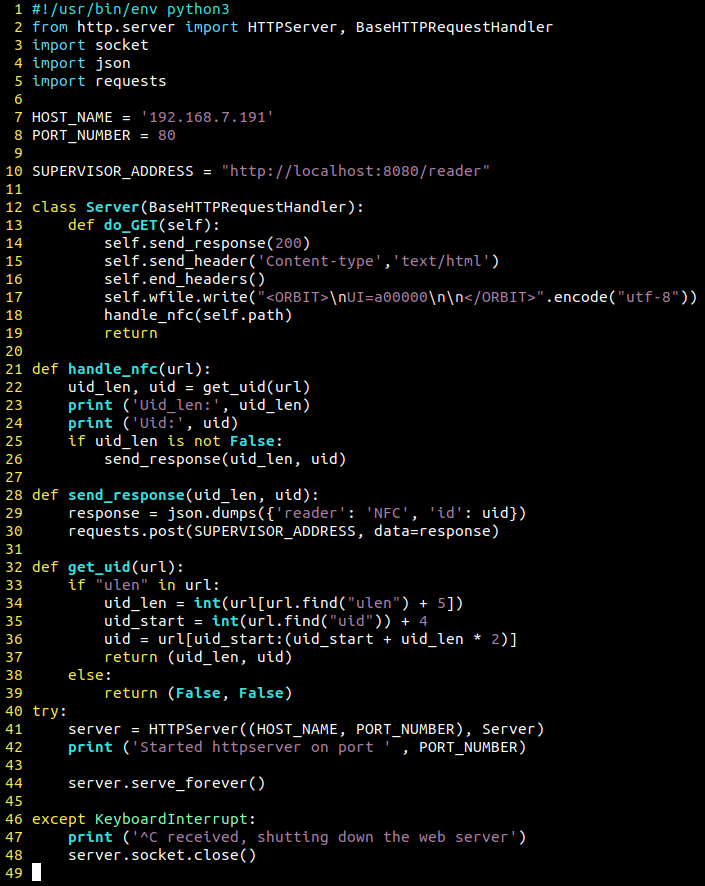 1 #!/usr/bin/env python3
2 from http.server import HTTPServer, BaseHTTPRequestHandler
3 import socket
4 import json
5 import requests
6
7 HOST_NAME = '192.168.7.191'
8 PORT_NUMBER = 80
9
10 SUPERVISOR_ADDRESS = "http://localhost:8080/reader"
11
12 class Server(BaseHTTPRequestHandler):
13     def do_GET(self):
14         self.send_response(200)
15         self.send_header('Content-type','text/html')
16         self.end_headers()
17         self.wfile.write("<ORBIT>\nUI=a00000\n\n</ORBIT>".encode("utf-8"))
18         handle_nfc(self.path)
19         return
20
21 def handle_nfc(url):
22     uid_len, uid = get_uid(url)
23     print ('Uid_len:', uid_len)
24     print ('Uid:', uid)
25     if uid_len is not False:
26         send_response(uid_len, uid)
27
28 def send_response(uid_len, uid):
29     response = json.dumps({'reader': 'NFC', 'id': uid})
30     requests.post(SUPERVISOR_ADDRESS, data=response)
31
32 def get_uid(url):
33     if "ulen" in url:
34         uid_len = int(url[url.find("ulen") + 5])
35         uid_start = int(url.find("uid")) + 4
36         uid = url[uid_start:(uid_start + uid_len * 2)]
37         return (uid_len, uid)
38     else:
39         return (False, False)
40 try:
41     server = HTTPServer((HOST_NAME, PORT_NUMBER), Server)
42     print ('Started httpserver on port ' , PORT_NUMBER)
43
44     server.serve_forever()
45
46 except KeyboardInterrupt:
47     print ('^C received, shutting down the web server')
48     server.socket.close()
49